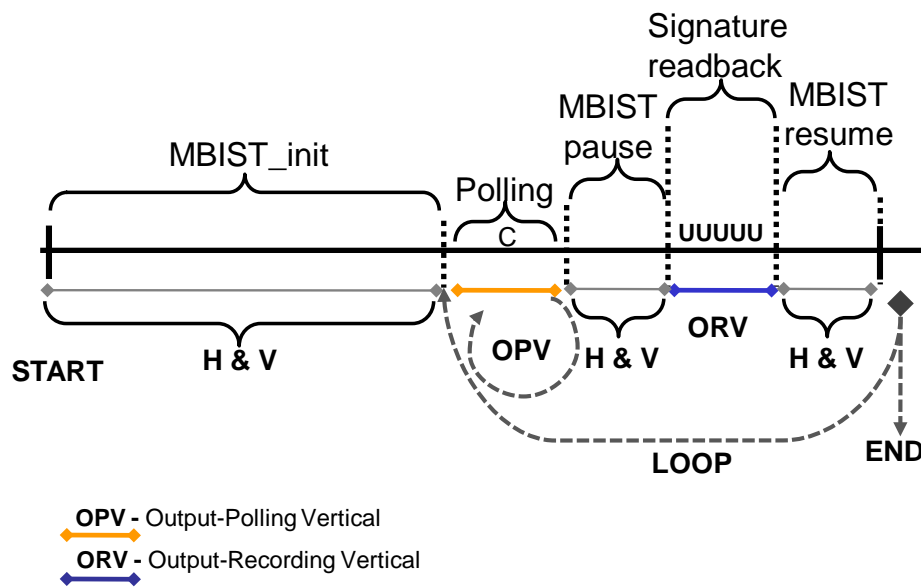 Signature
readback
MBIST
pause
MBIST
resume
MBIST_init
Polling
C
UUUUU
H & V
OPV
H & V
ORV
H & V
START
LOOP
END
OPV - Output-Polling Vertical
ORV - Output-Recording Vertical